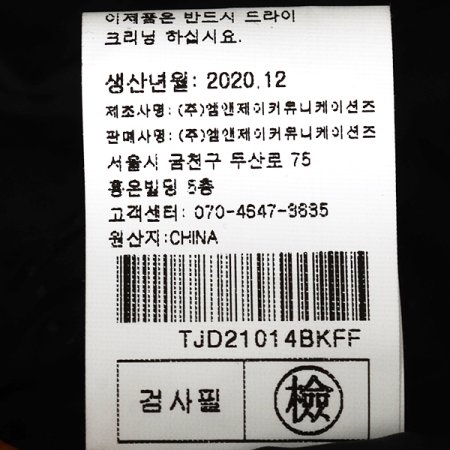 이제품은 반드시 드라이
크리닝 하십시요.
생산년월: 2020.12
제조사명: (주)엠앤제이커뮤니케이션즈
판매사명: (주)엠앤제이커뮤니케이션즈
서울시 금천구 두산로 75
홍은빌딩 5층
고객센터: 070-4647-3835
원산지:CHINA
TJD21014BKFF
검사필 檢